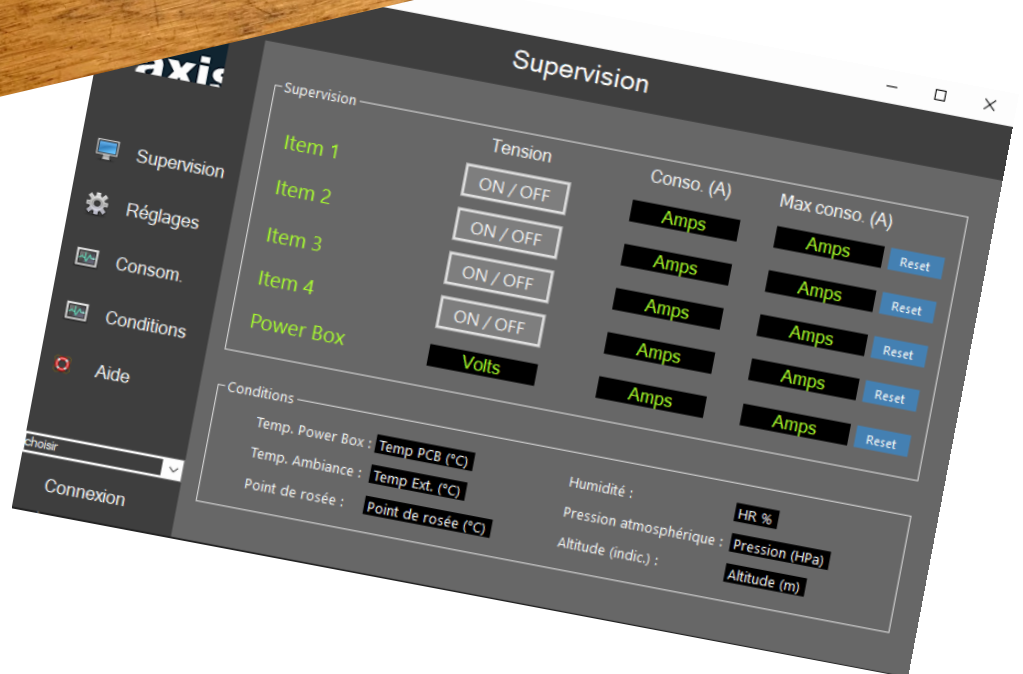 axis
Supervision
Supervision
Réglages
Consom.
Conditions
Aide
choisir
Connexion
Supervision
Tension
Conso. (A)
Max conso. (A)
Item 1
ON / OFF
Amps
Amps
Reset
Item 2
ON / OFF
Amps
Amps
Reset
Item 3
ON / OFF
Amps
Amps
Reset
Item 4
ON / OFF
Amps
Amps
Reset
Power Box
Volts
Amps
Amps
Reset
Conditions
Temp. Power Box :
Temp PCB (°C)
Temp. Ambiance :
Temp Ext. (°C)
Point de rosée :
Point de rosée (°C)
Humidité :
HR %
Pression atmosphérique :
Pression (HPa)
Altitude (indic.) :
Altitude (m)